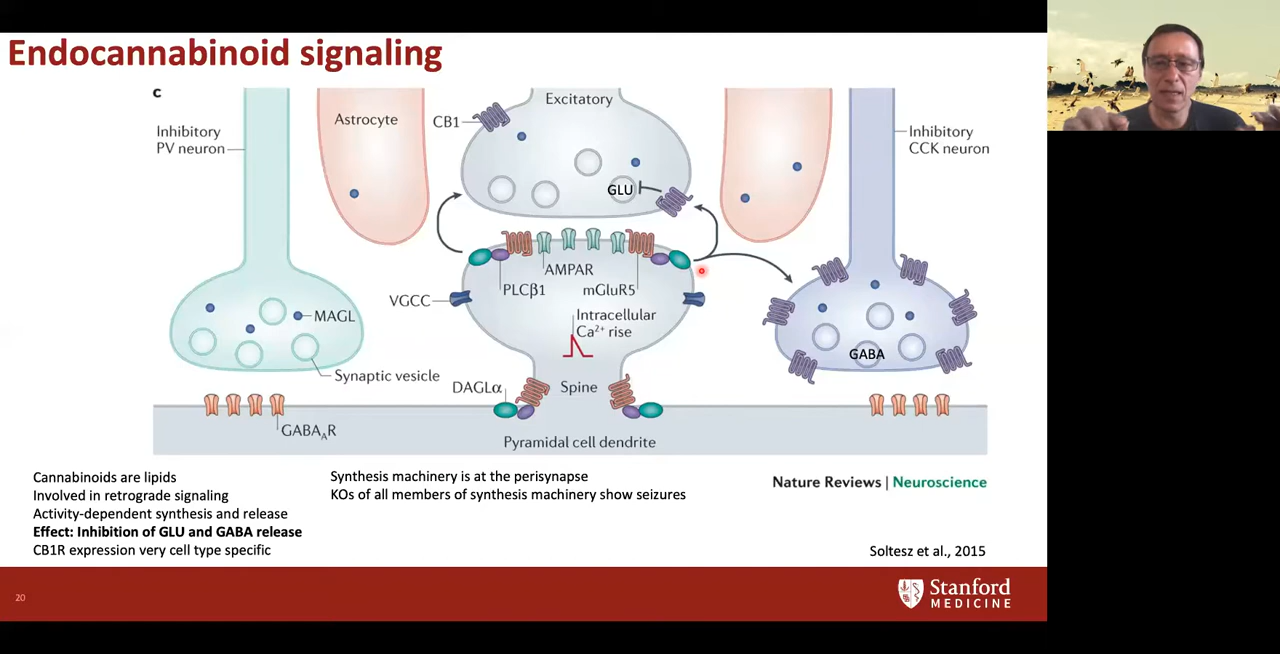 Endocannabinoid signaling
c
Excitatory
Inhibitory
PV neuron
Astrocyte
CB1
Inhibitory
CCK neuron
GLU
AMPAR
PLCβ1
mGluR5
VGCC
MAGL
Intracellular
Ca2+ rise
GABA
Synaptic vesicle
DAGLα
Spine
GABAAR
Pyramidal cell dendrite
Cannabinoids are lipids
Involved in retrograde signaling
Activity-dependent synthesis and release
Effect: Inhibition of GLU and GABA release
CB1R expression very cell type specific
Synthesis machinery is at the perisynapse
KOs of all members of synthesis machinery show seizures
Nature Reviews | Neuroscience
Soltesz et al., 2015
20
Stanford
MEDICINE